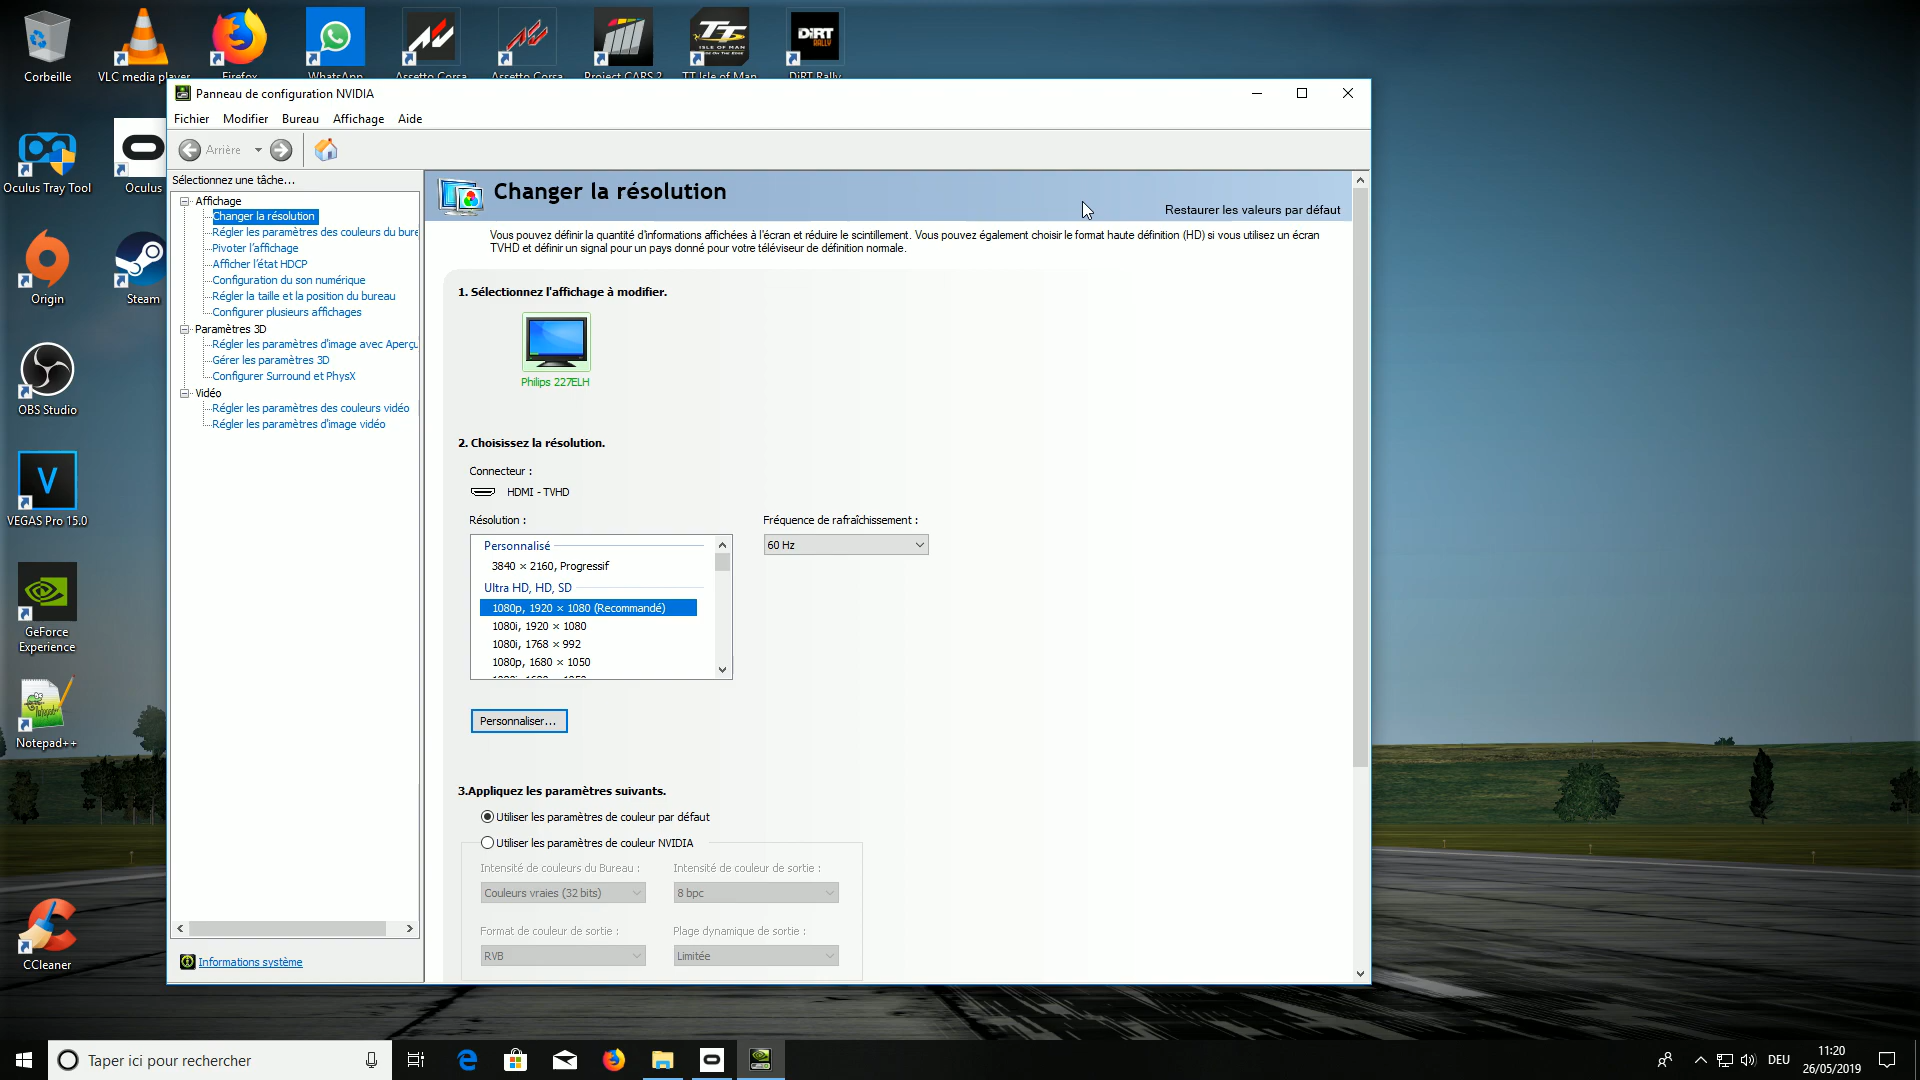 Corbeille
VLC media player
Firefox
WhatsApp
Assetto Corsa
Assetto Corsa
Project CARS 2
TT Isle of Man
DiRT Rally
TT
ISLE OF MAN
DiRT
RALLY
Oculus Tray Tool
Oculus
Origin
Steam
OBS Studio
V
VEGAS Pro 15.0
GeForce
Experience
Notepad++
CCleaner
Panneau de configuration NVIDIA
Fichier
Modifier
Bureau
Affichage
Aide
Arrière
Sélectionnez une tâche...
Affichage
Changer la résolution
Régler les paramètres des couleurs du bure
Pivoter l'affichage
Afficher l'état HDCP
Configuration du son numérique
Régler la taille et la position du bureau
Configurer plusieurs affichages
Paramètres 3D
Régler les paramètres d'image avec Aperçu
Gérer les paramètres 3D
Configurer Surround et PhysX
Vidéo
Régler les paramètres des couleurs vidéo
Régler les paramètres d'image vidéo
Informations système
Changer la résolution
Restaurer les valeurs par défaut
Vous pouvez définir la quantité d'informations affichées à l'écran et réduire le scintillement. Vous pouvez également choisir le format haute définition (HD) si vous utilisez un écran
TVHD et définir un signal pour un pays donné pour votre téléviseur de définition normale.
1. Sélectionnez l'affichage à modifier.
Philips 227ELH
2. Choisissez la résolution.
Connecteur :
HDMI - TVHD
Résolution :
Fréquence de rafraîchissement :
60 Hz
Personnalisé
3840 × 2160, Progressif
Ultra HD, HD, SD
1080p, 1920 × 1080 (Recommandé)
1080i, 1920 × 1080
1080i, 1768 × 992
1080p, 1680 × 1050
Personnaliser...
3.Appliquez les paramètres suivants.
Utiliser les paramètres de couleur par défaut
Utiliser les paramètres de couleur NVIDIA
Intensité de couleurs du Bureau :
Intensité de couleur de sortie :
Couleurs vraies (32 bits)
8 bpc
Format de couleur de sortie :
Plage dynamique de sortie :
RVB
Limitée
Taper ici pour rechercher
DEU
11:20
26/05/2019